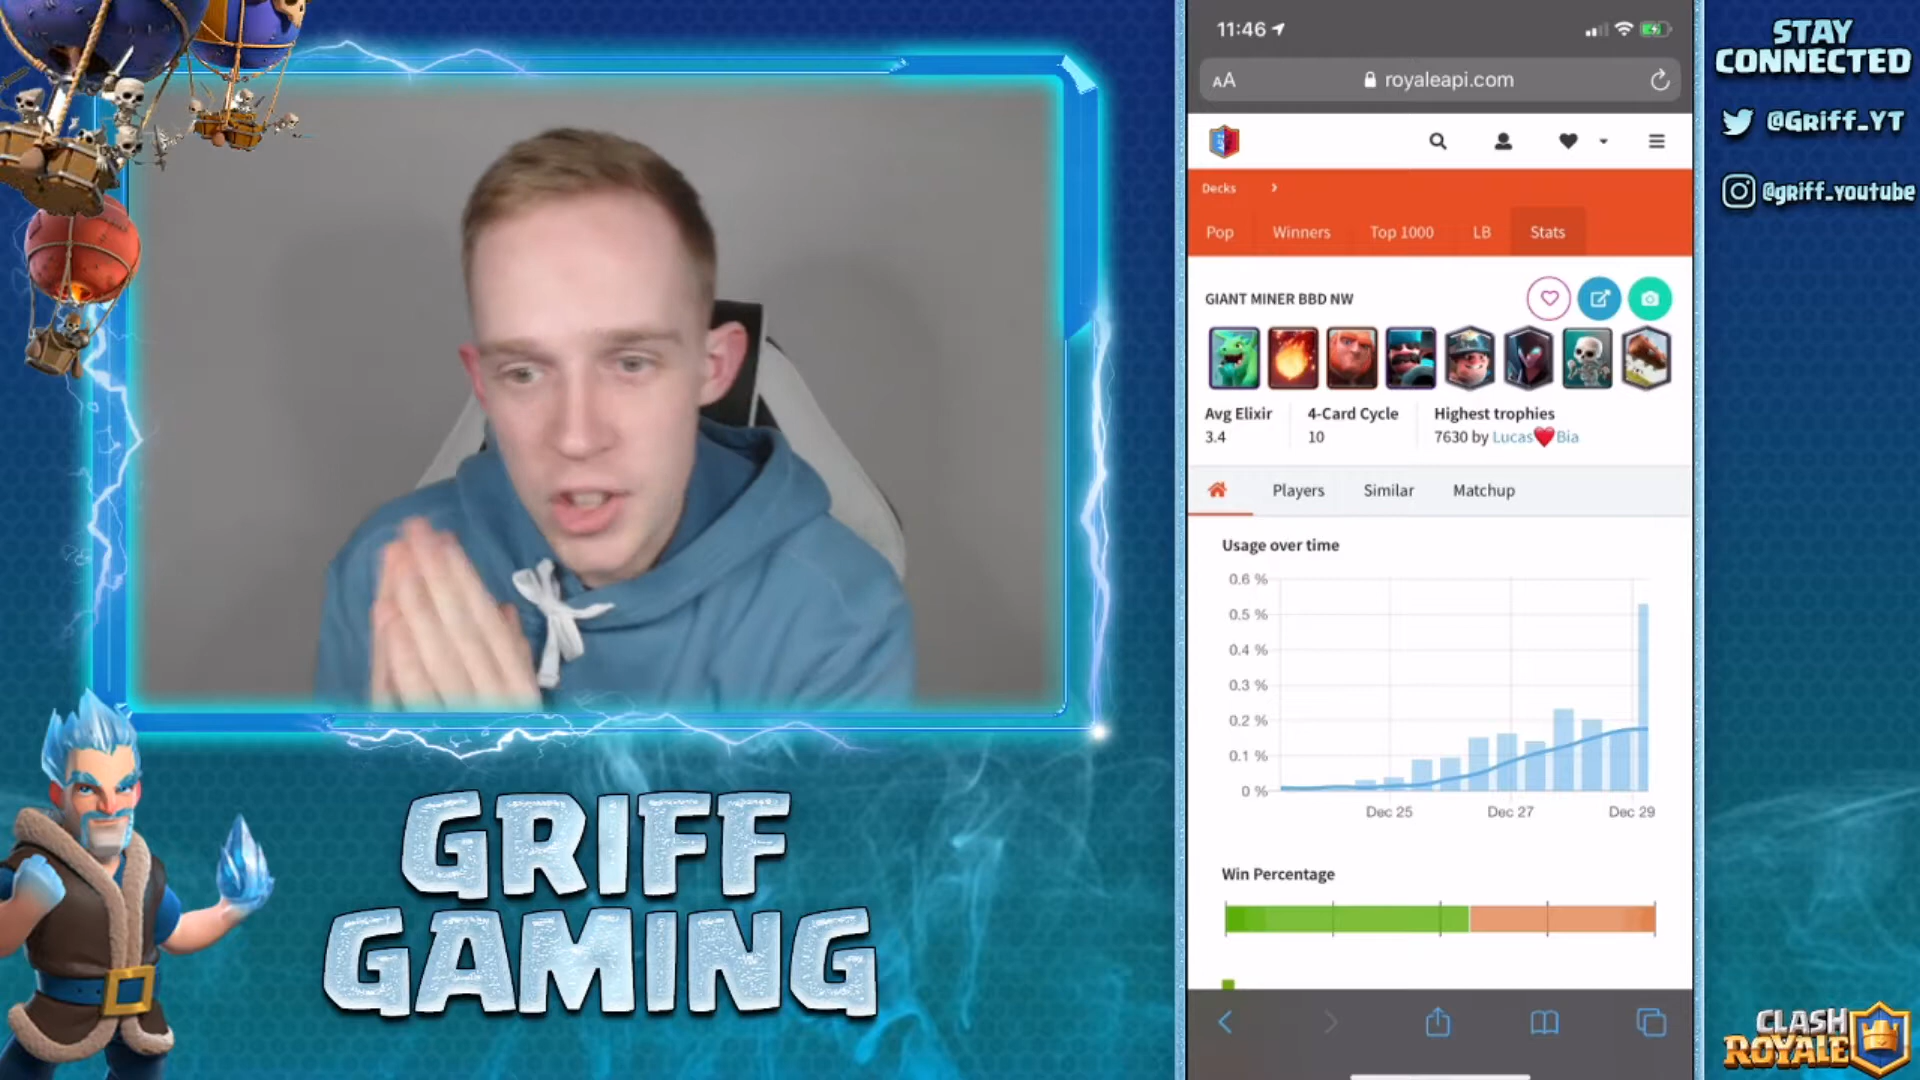 STAY
CONNECTED
@Griff_YT
@griff_youtube
11:46
AA
royaleapi.com
Decks
Pop
Winners
Top 1000
LB
Stats
GIANT MINER BBD NW
Avg Elixir
4-Card Cycle
Highest trophies
3.4
10
7630 by Lucas❤️Bia
Players
Similar
Matchup
Usage over time
0.6 %
0.5 %
0.4 %
0.3 %
0.2 %
0.1 %
0 %
Dec 25
Dec 27
Dec 29
Win Percentage
GRIFF
GAMING
CLASH
ROYALE